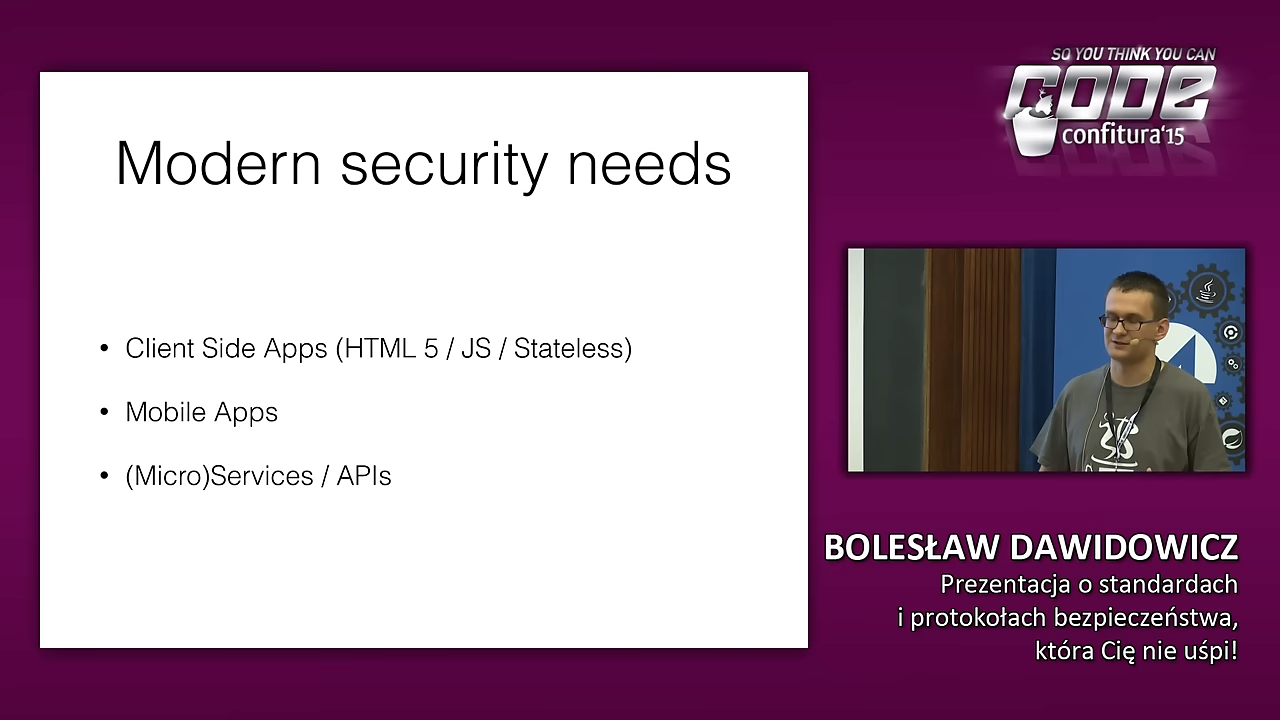 Modern security needs
• Client Side Apps (HTML 5 / JS / Stateless)
• Mobile Apps
• (Micro)Services / APIs
SO YOU THINK YOU CAN
CODE
confitura'15
BOLESŁAW DAWIDOWICZ
Prezentacja o standardach
i protokołach bezpieczeństwa,
która Cię nie uśpi!